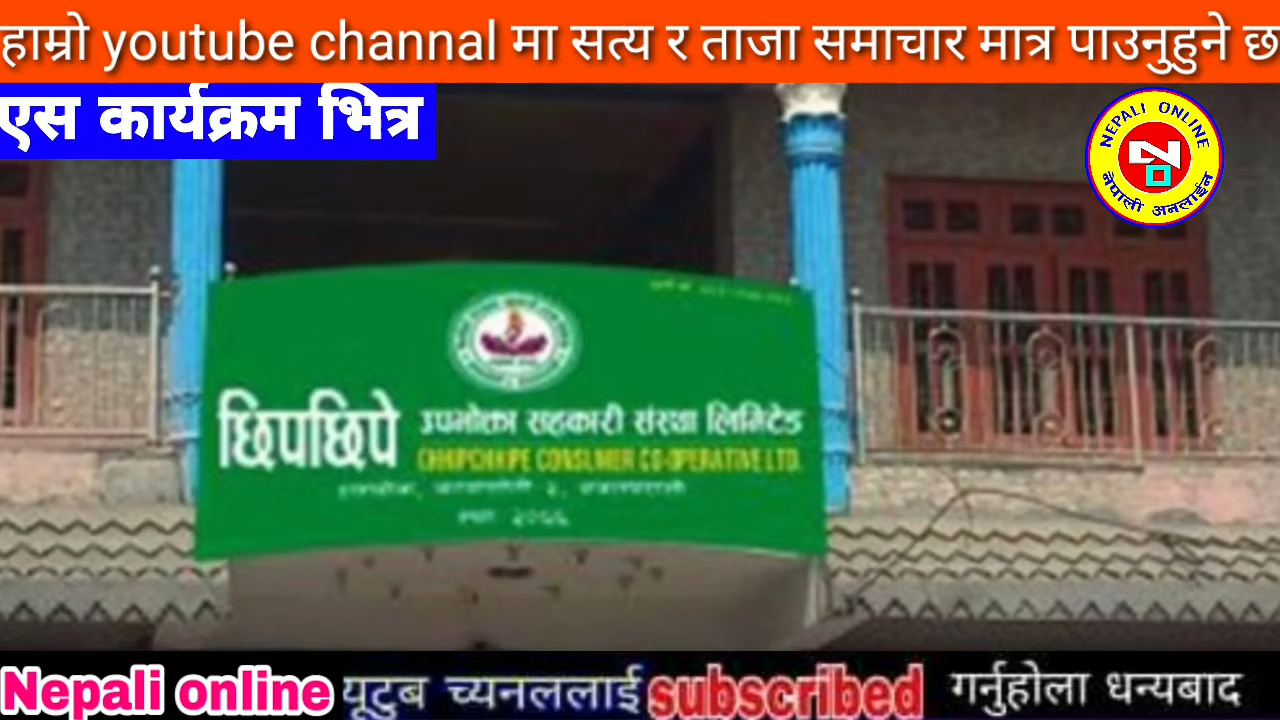 हाम्रो youtube channal मा सत्य र ताजा समाचार मात्र पाउनुहुने छ
एस कार्यक्रम भित्र
NEPALI ONLINE
नेपाली अनलाईन
छिपछिपे उपभोक्ता सहकारी संस्था लिमिटेड
CHHIPCHHIPE CONSUMER CO-OPERATIVE LTD.
२०६६
Nepali online यूटुब च्यनललाई subscribed गर्नुहोला धन्यबाद